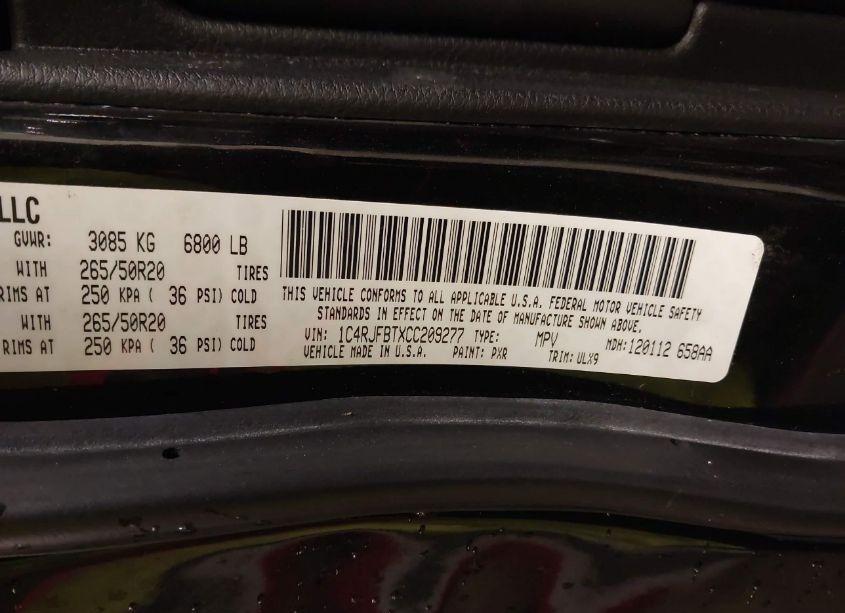 LLC
GVWR: 3085 KG 6800 LB
WITH 265/50R20 TIRES
RIMS AT 250 KPA ( 36 PSI) COLD
WITH 265/50R20 TIRES
RIMS AT 250 KPA ( 36 PSI) COLD
THIS VEHICLE CONFORMS TO ALL APPLICABLE U.S.A. FEDERAL MOTOR VEHICLE SAFETY
STANDARDS IN EFFECT ON THE DATE OF MANUFACTURE SHOWN ABOVE.
VIN: 1C4RJFBTXCC209277 TYPE: MPV MDH:120112 658AA
VEHICLE MADE IN U.S.A. PAINT: PXR TRIM: ULX9